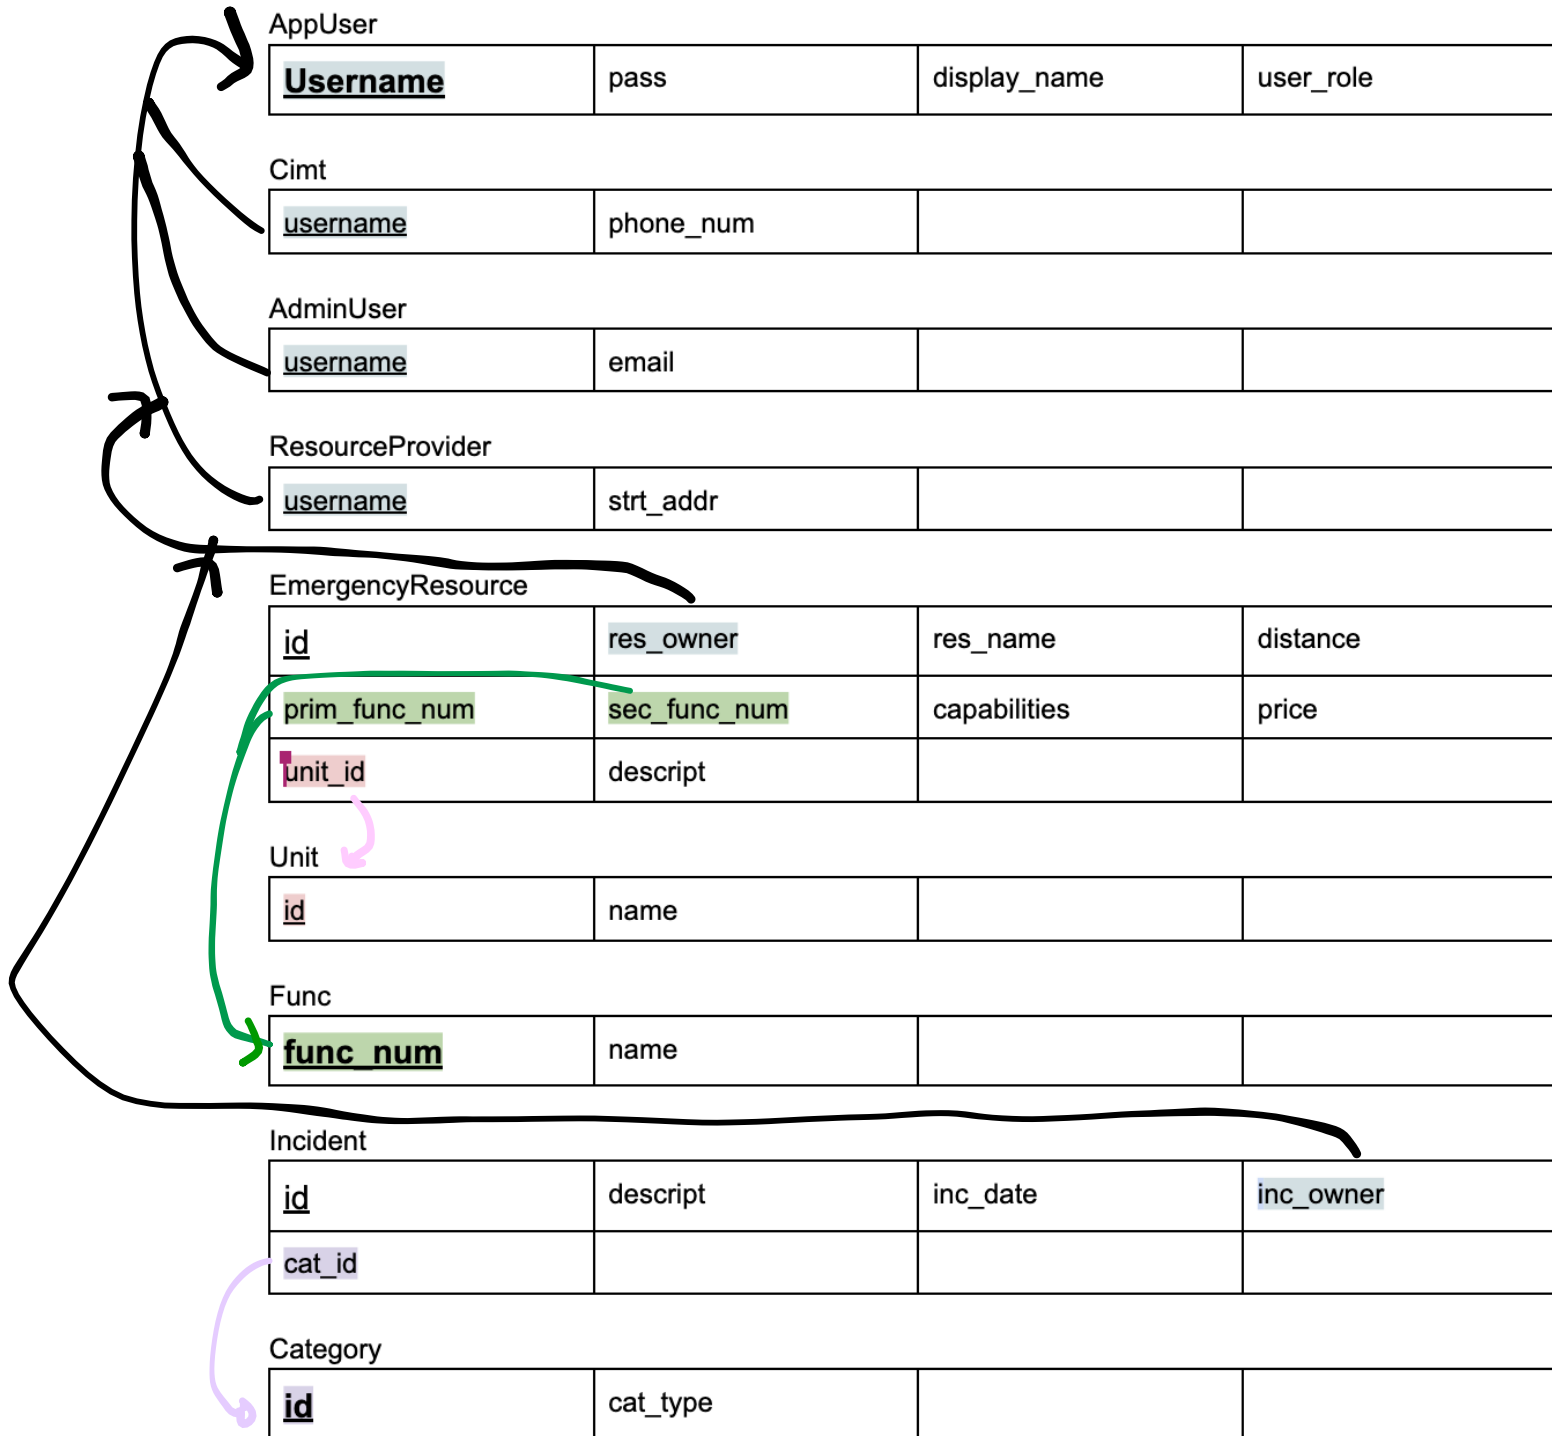 AppUser
Username pass display_name user_role
Cimt
username phone_num
AdminUser
username email
ResourceProvider
username strt_addr
EmergencyResource
id res_owner res_name distance
prim_func_num sec_func_num capabilities price
unit_id descript
Unit
id name
Func
func_num name
Incident
id descript inc_date inc_owner
cat_id
Category
id cat_type